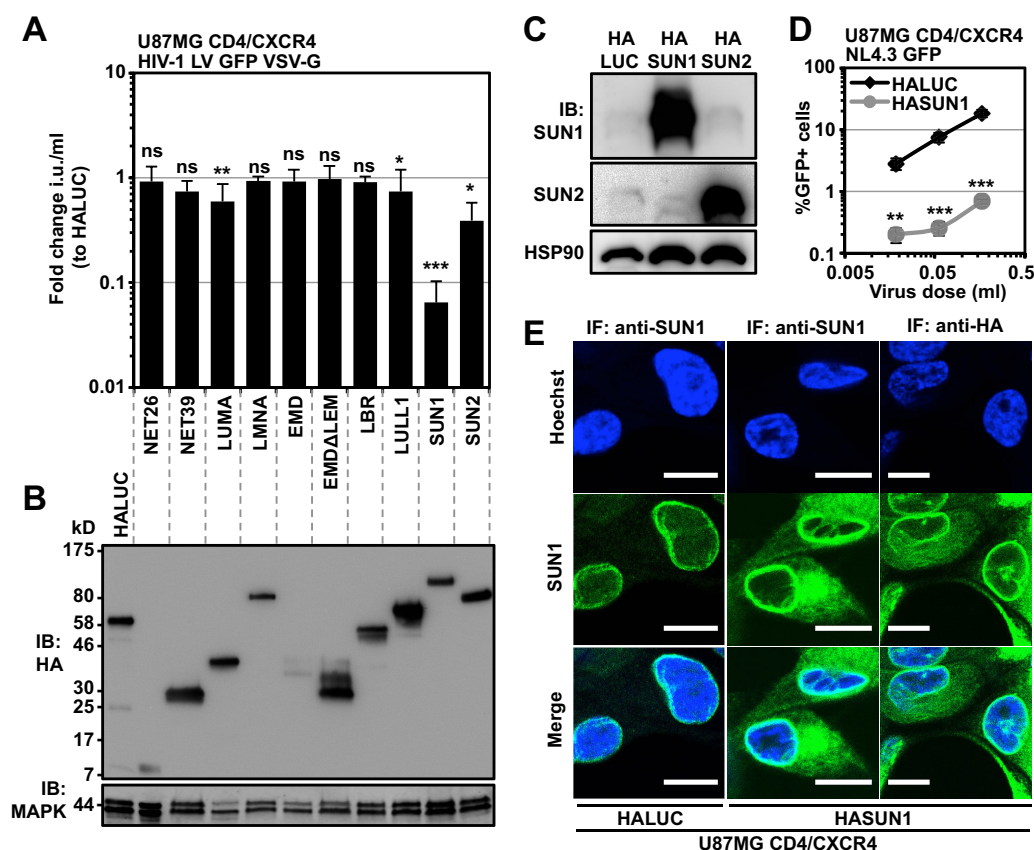 A
U87MG CD4/CXCR4
HIV-1 LV GFP VSV-G
Fold change i.u./ml
(to HALUC)
10
1
0.1
0.01
ns
ns
**
ns
ns
ns
ns
*
***
*
NET26
NET39
LUMA
LMNA
EMD
EMDΔLEM
LBR
LULL1
SUN1
SUN2
B
HALUC
kD
175
80
58
46
30
25
17
7
IB:
HA
IB:
MAPK
44
C
HA
LUC
HA
SUN1
HA
SUN2
IB:
SUN1
SUN2
HSP90
D
U87MG CD4/CXCR4
NL4.3 GFP
%GFP+ cells
100
10
1
0.1
HALUC
HASUN1
**
***
***
0.005
0.05
0.5
Virus dose (ml)
E
IF: anti-SUN1
IF: anti-SUN1
IF: anti-HA
Hoechst
SUN1
Merge
HALUC
HASUN1
U87MG CD4/CXCR4